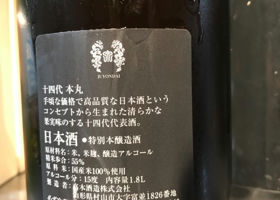 JUYONDAI
十四代 本丸
手頃な価格で高品質な日本酒という
コンセプトから生まれた清らかな
果実味のする十四代代表酒。
日本酒 ●特別本醸造酒
原材料名：米、米麹、醸造アルコール
精米歩合：55%
原料米：国産米100%使用
アルコール分：15度 内容量1.8L
製造者：高木酒造株式会社
山形県村山市大字富並1826番地